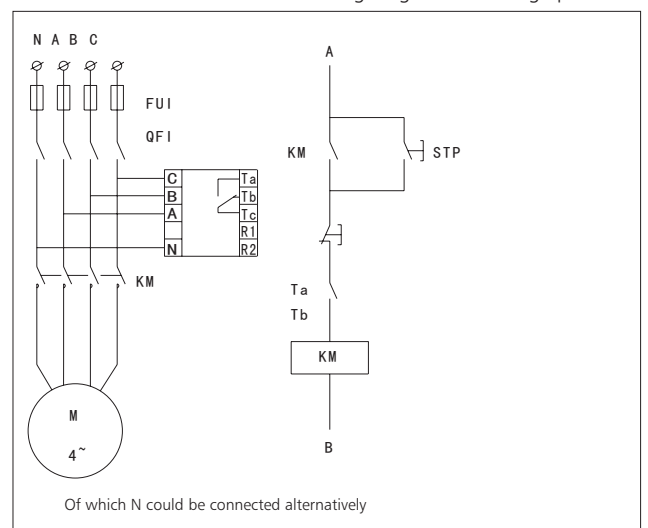 N A B C
FUI
QFI
C Ta
B Tb
A Tc
R1
N R2
KM
M
4~
A
KM STP
Ta
Tb
KM
B
Of which N could be connected alternatively